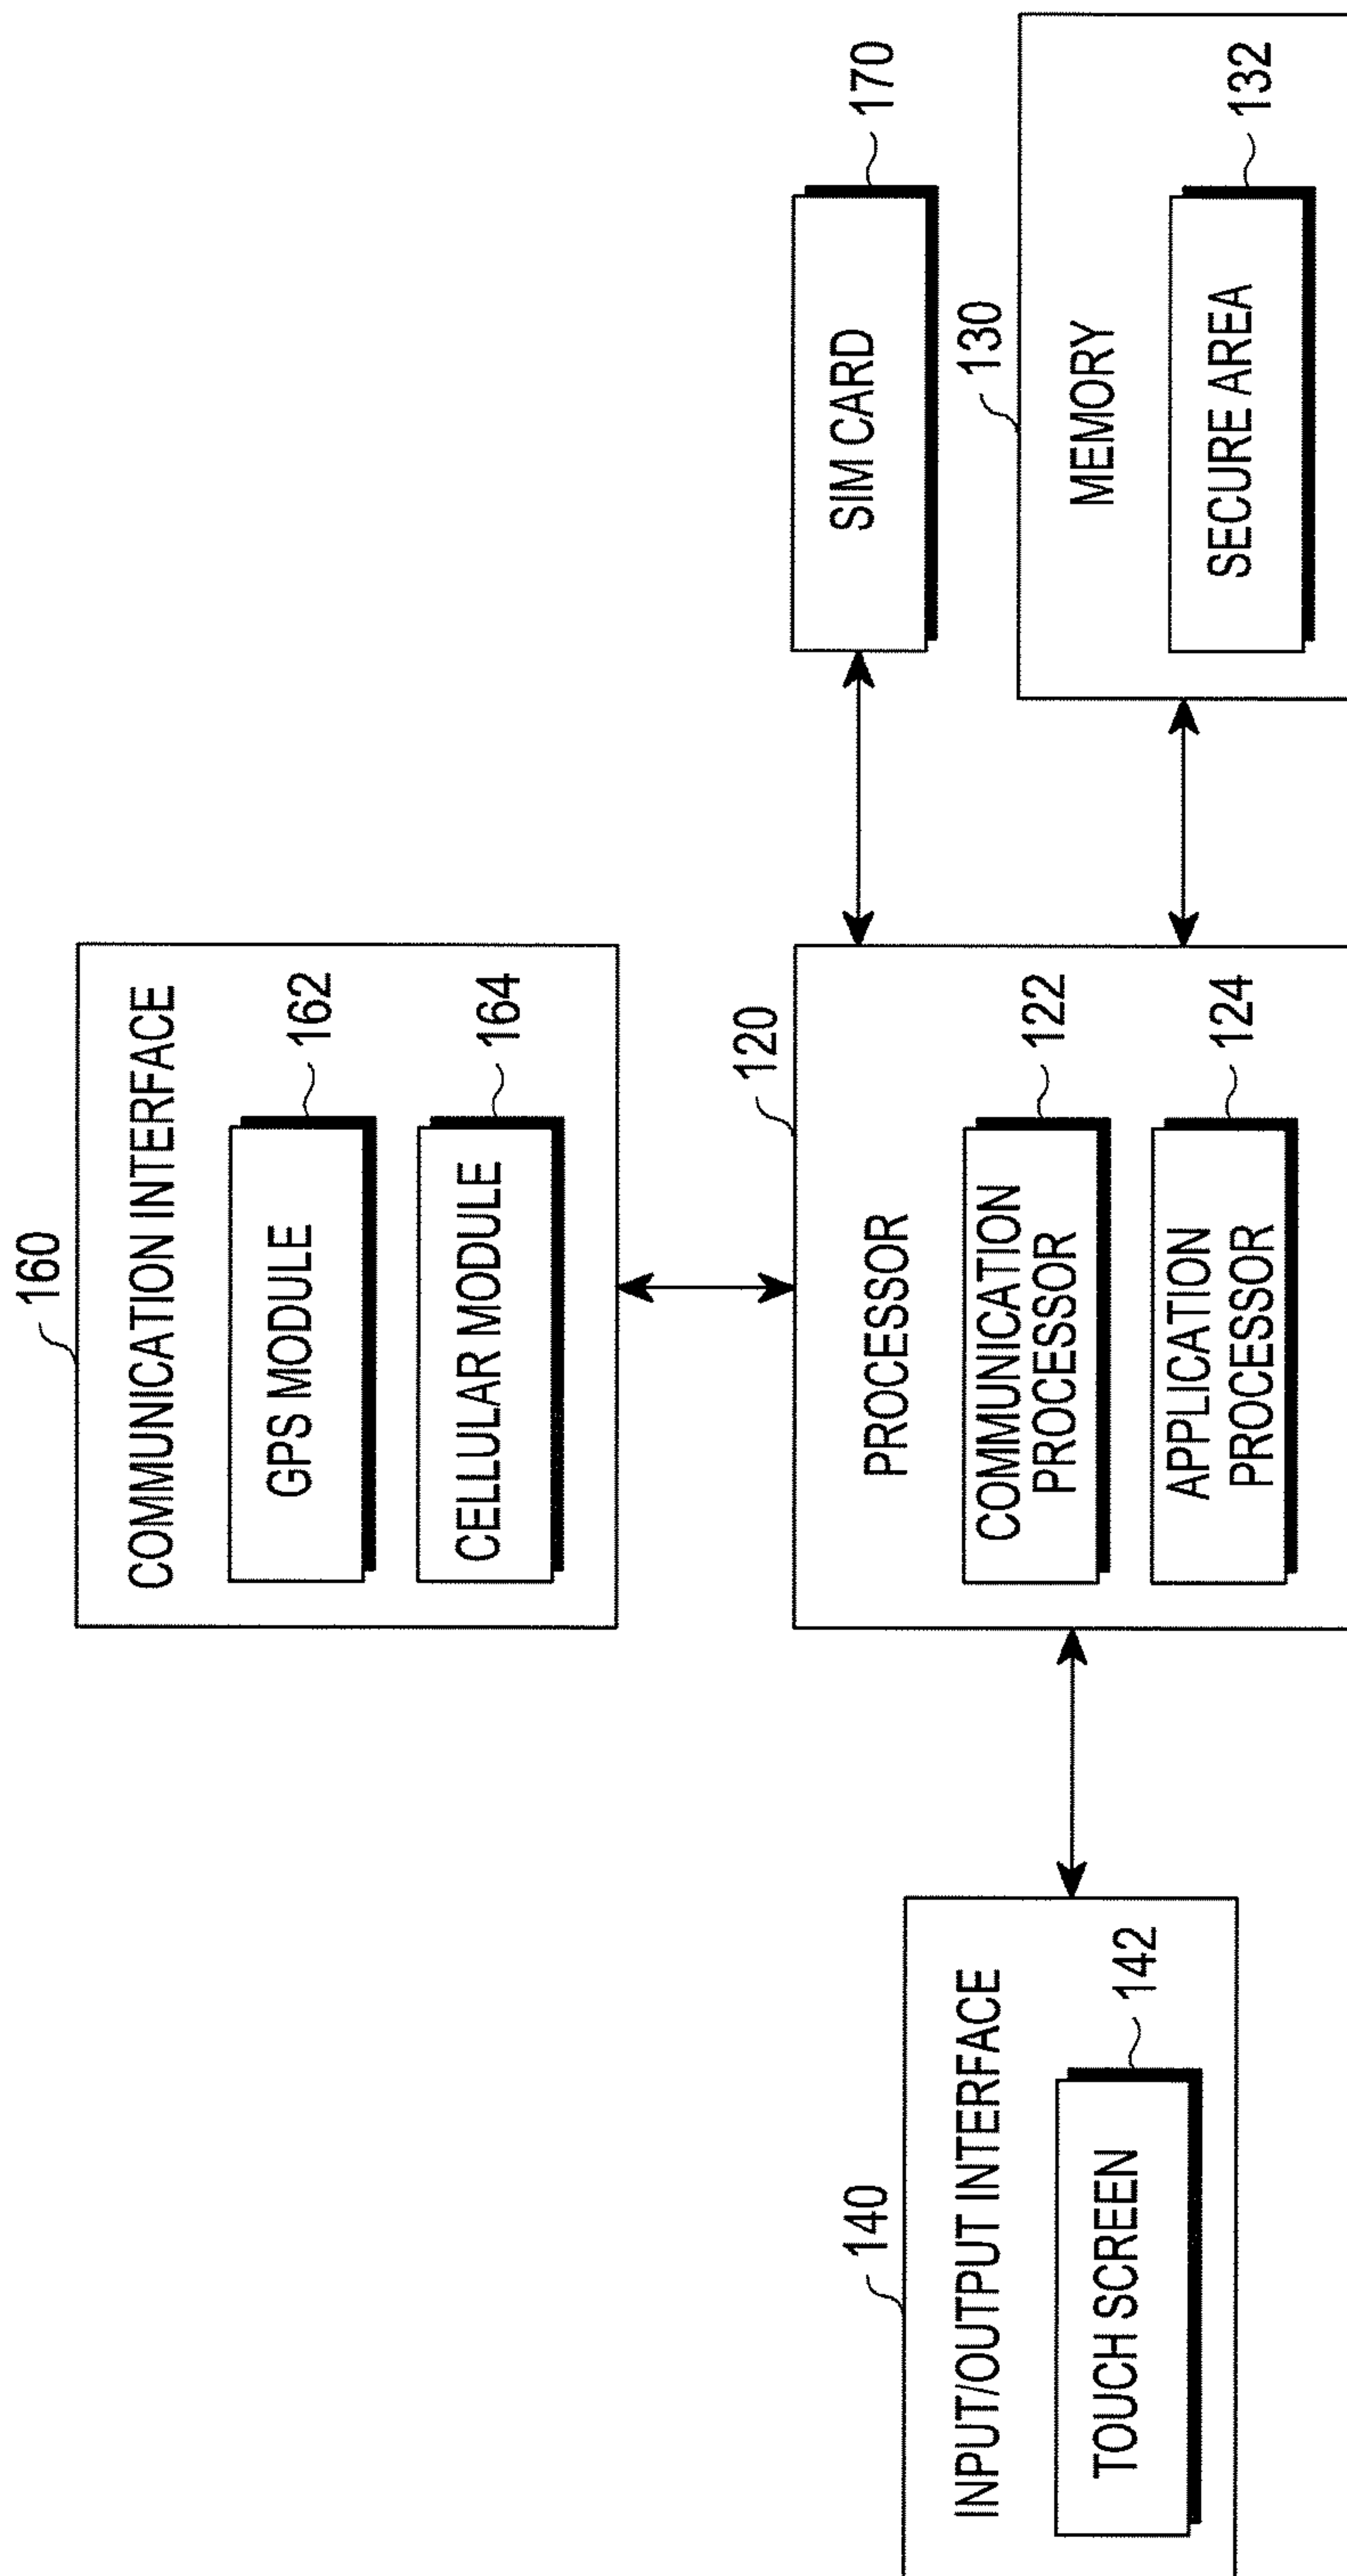 160
COMMUNICATION INTERFACE
GPS MODULE
162
CELLULAR MODULE
164
140
INPUT/OUTPUT INTERFACE
TOUCH SCREEN
142
120
PROCESSOR
COMMUNICATION
PROCESSOR
122
APPLICATION
PROCESSOR
124
SIM CARD
170
130
MEMORY
SECURE AREA
132